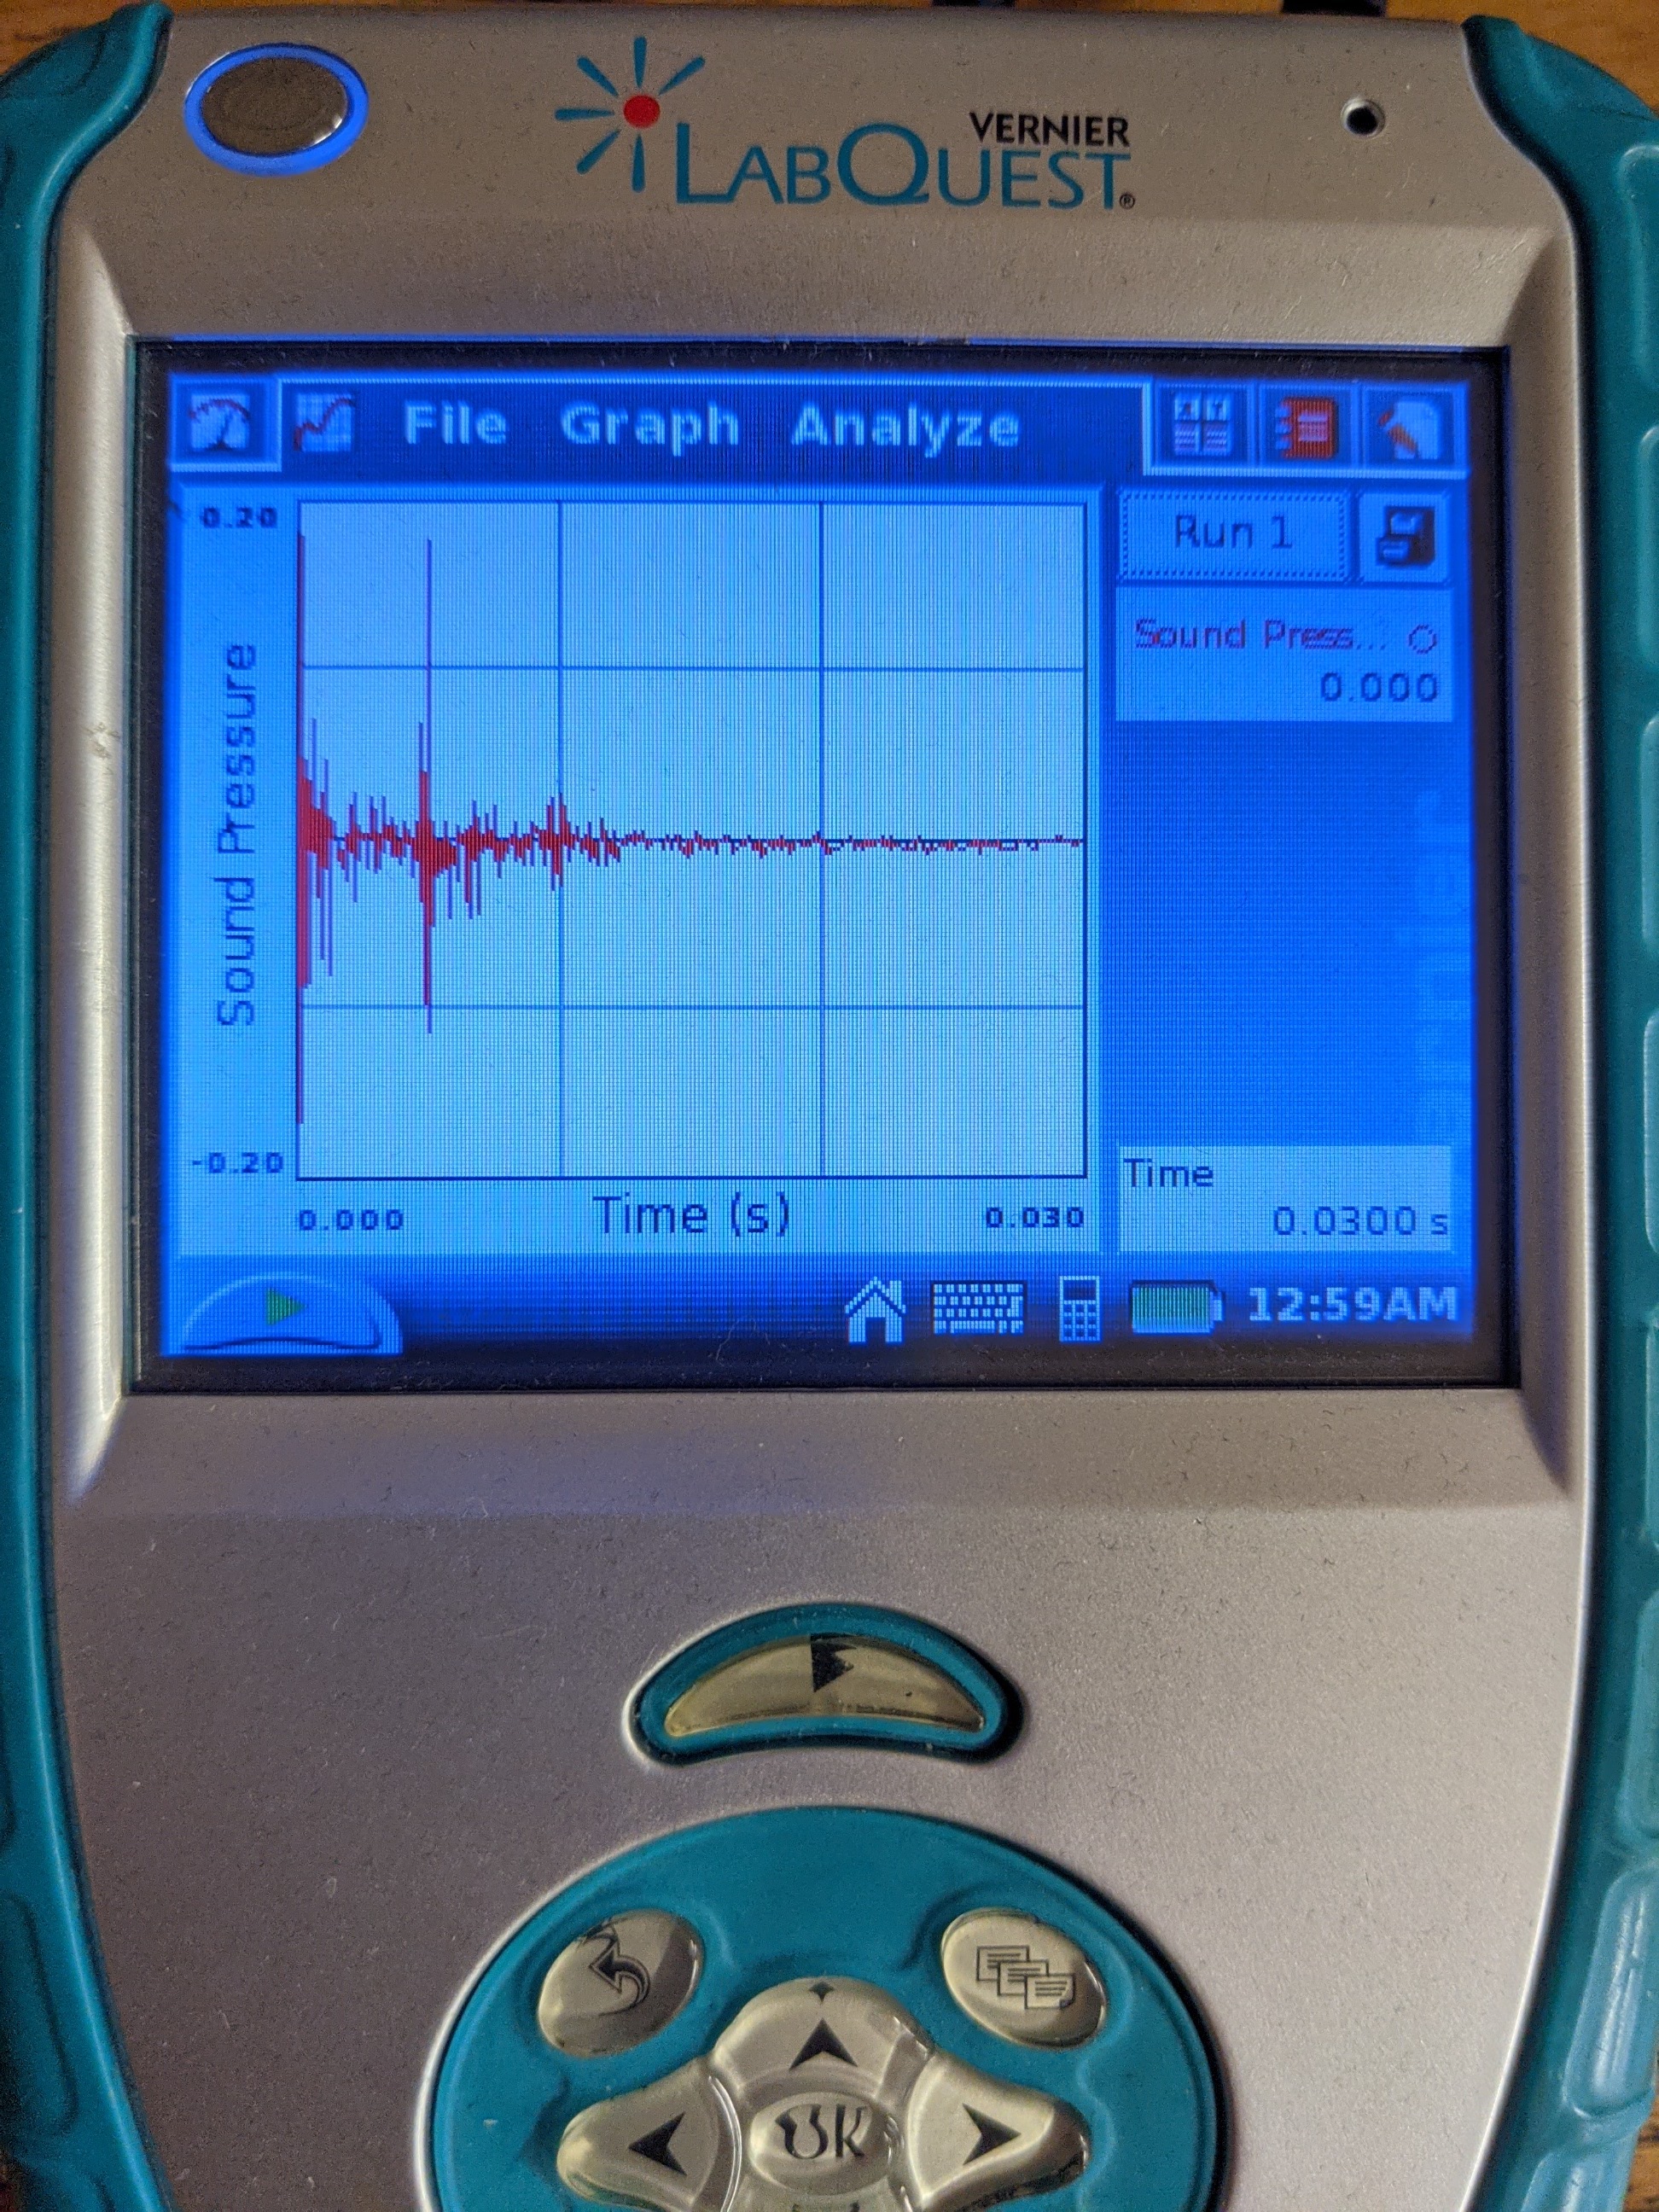 VERNIER
LABQUEST®
File Graph Analyze
0.20
Run 1
Sound Press...
0.000
Sound Pressure
-0.20
0.000
Time (s)
0.030
Time
0.0300 s
12:59AM
OK